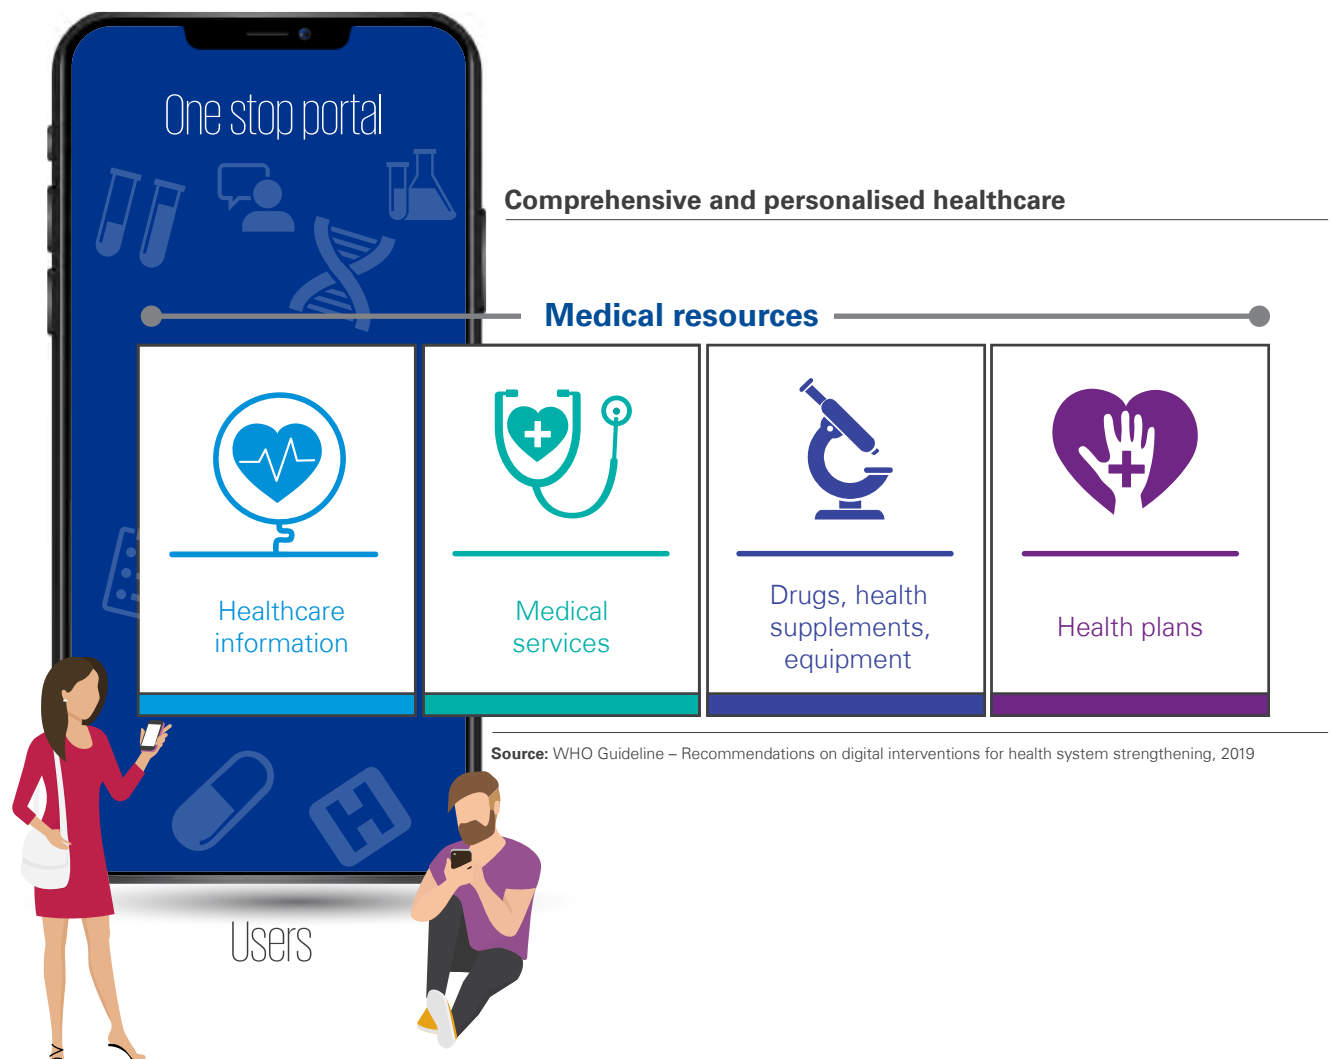 One stop portal
Comprehensive and personalised healthcare
Medical resources
Healthcare
information
Medical
services
Drugs, health
supplements,
equipment
Health plans
Source: WHO Guideline – Recommendations on digital interventions for health system strengthening, 2019
Users